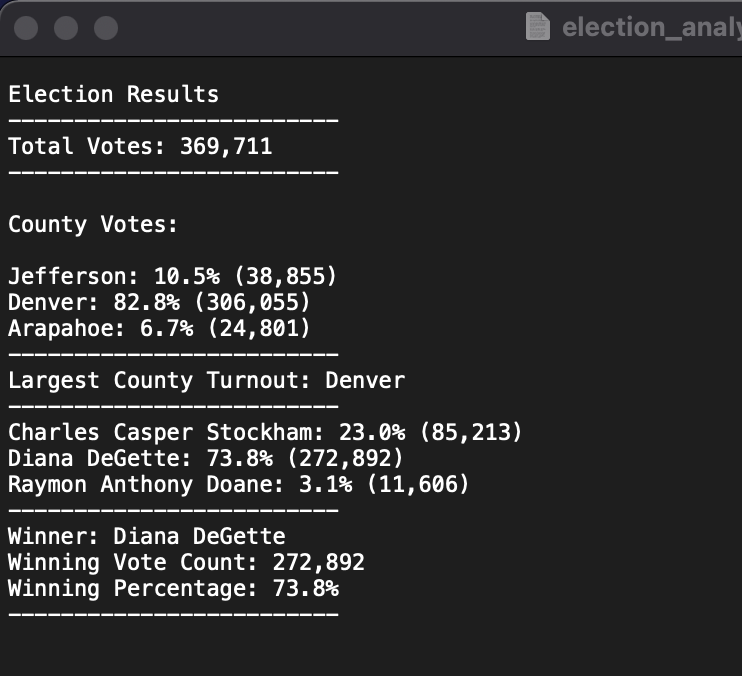 election_analy
Election Results
-------------------------
Total Votes: 369,711
-------------------------
County Votes:
Jefferson: 10.5% (38,855)
Denver: 82.8% (306,055)
Arapahoe: 6.7% (24,801)
-------------------------
Largest County Turnout: Denver
-------------------------
Charles Casper Stockham: 23.0% (85,213)
Diana DeGette: 73.8% (272,892)
Raymon Anthony Doane: 3.1% (11,606)
-------------------------
Winner: Diana DeGette
Winning Vote Count: 272,892
Winning Percentage: 73.8%
-------------------------